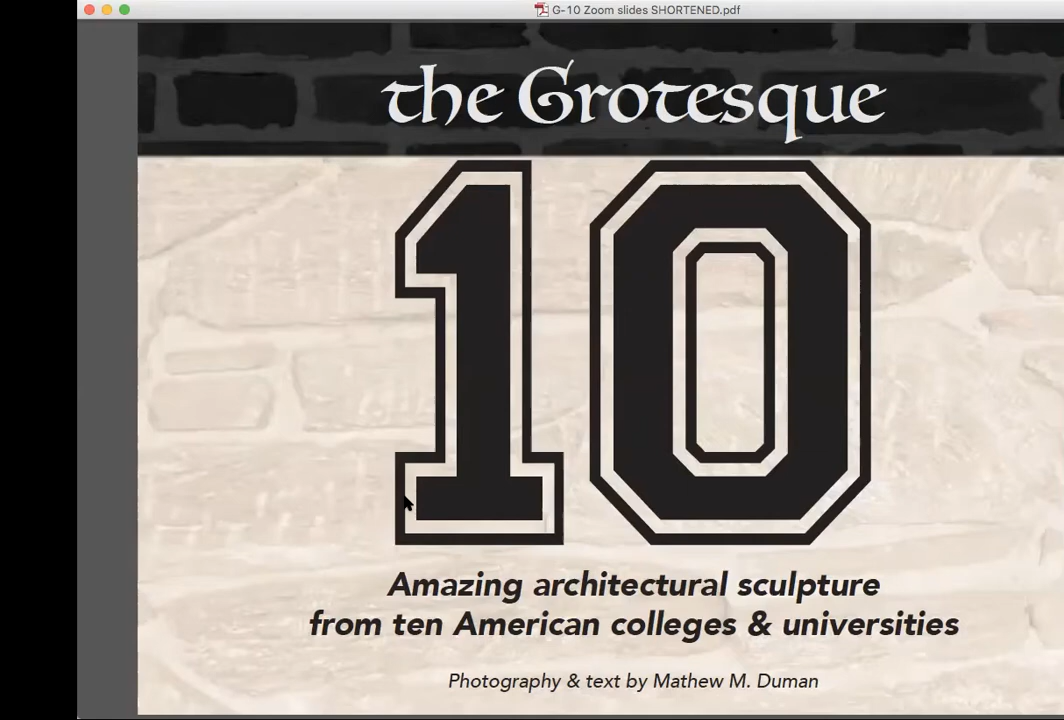 G-10 Zoom slides SHORTENED.pdf
the Grotesque
10
Amazing architectural sculpture
from ten American colleges & universities
Photography & text by Mathew M. Duman